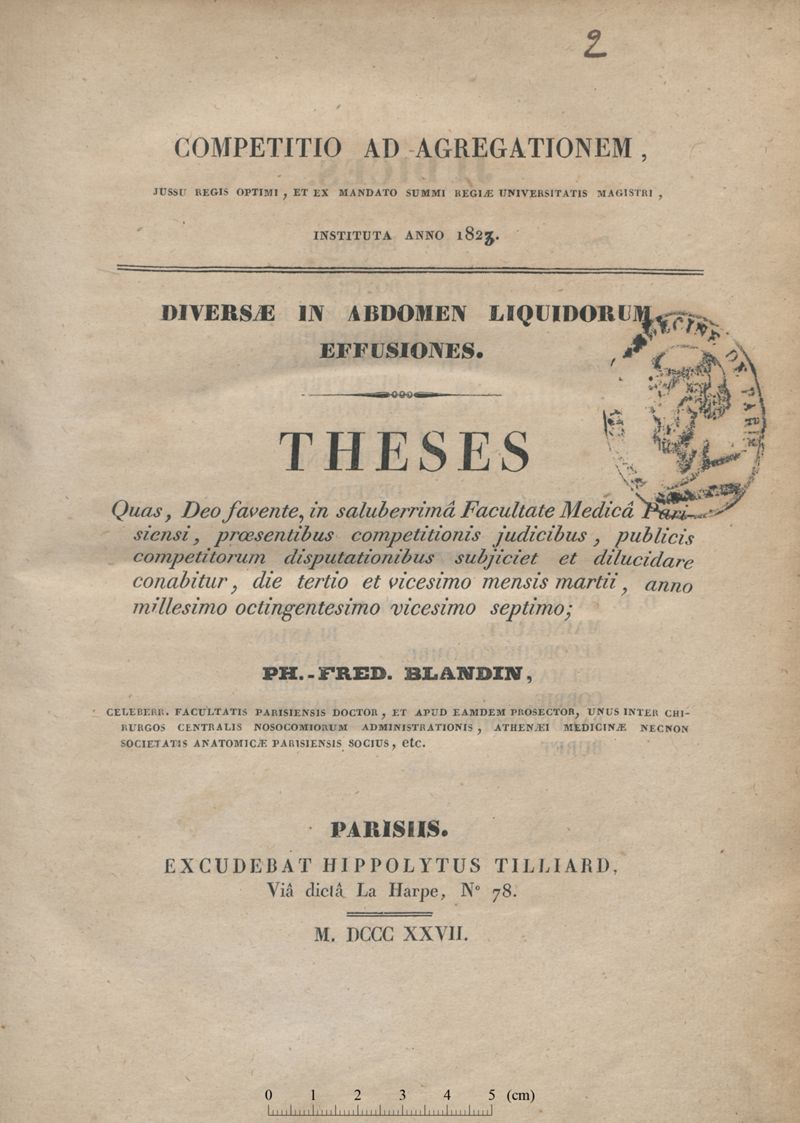 2
COMPETITIO AD AGREGATIONEM,
JUSSU REGIS OPTIMI, ET EX MANDATO SUMMI REGIÆ UNIVERSITATIS MAGISTRI,
INSTITUTA ANNO
DIVERSÆ IN ABDOMEN LIQUIDORUM
EFFUSIONES.
THESES
Quas, Deo favente, in saluberrimâ Facultate Medicâ Pari-
siensi, præsentibus competitionis judicibus, publicis
competitorum disputationibus subjiciet et dilucidare
conabitur, die tertio et vicesimo mensis martii, anno
millesimo octingentesimo vicesimo septimo;
PH.-FRED. BLANDIN,
CELEBERR. FACULTATIS PARISIENSIS DOCTOR, ET APUD EAMDEM PROSECTOR, UNUS INTER CHI-
RURGOS CENTRALIS NOSOCOMIORUM ADMINISTRATIONIS, ATHENÆI MEDICINÆ NECNON
SOCIETATIS ANATOMICÆ PARISIENSIS SOCIUS, etc.
PARISIIS.
EXCUDEBAT HIPPOLYTUS TILLIARD,
Viâ dictâ La Harpe, N° 78.
M. DCCC XXVII.
DE PARIS
0 1 2 3 4 5 (cm)